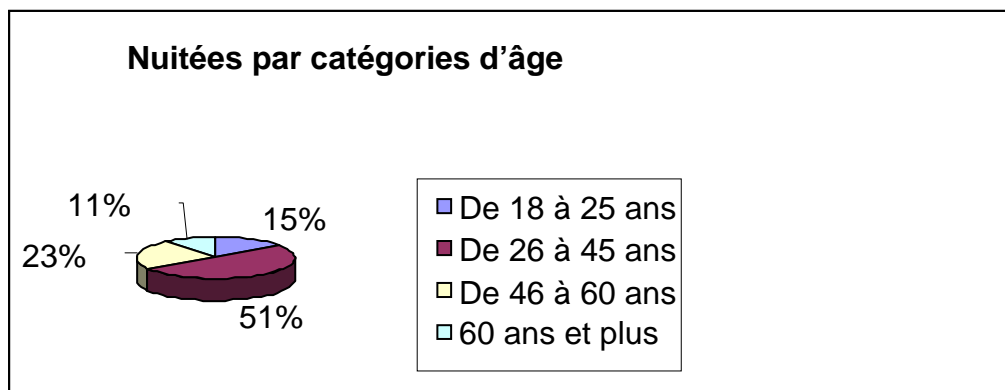 Nuitées par catégories d’âge
11%
15%
23%
51%
De 18 à 25 ans
De 26 à 45 ans
De 46 à 60 ans
60 ans et plus